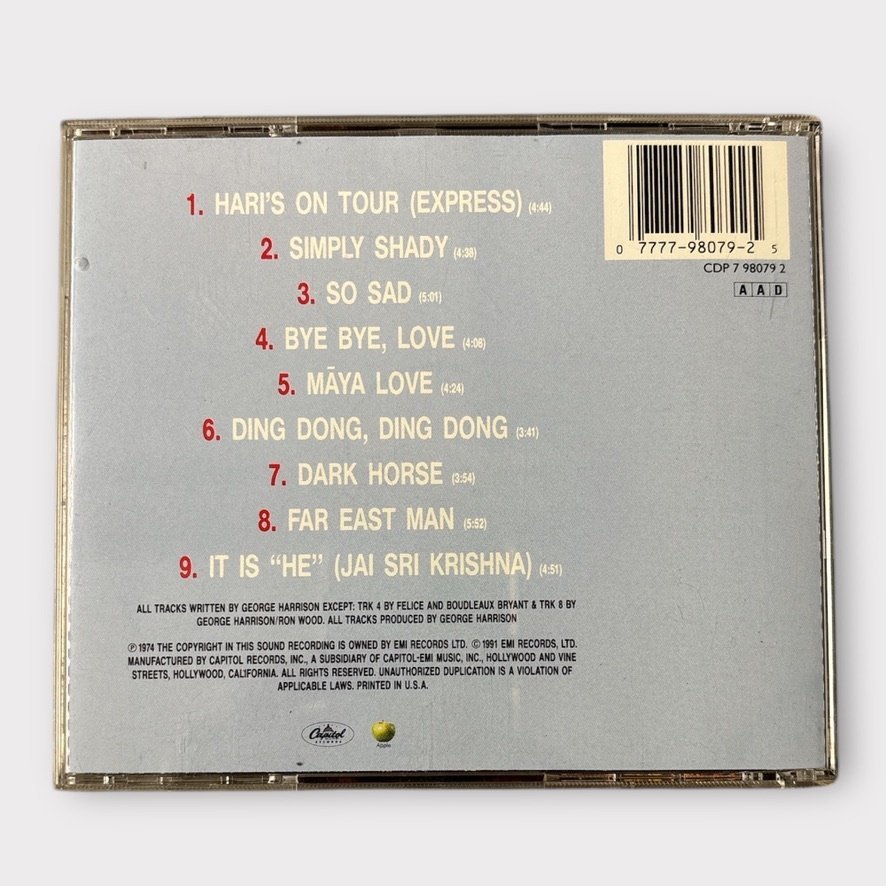 1. HARI'S ON TOUR (EXPRESS) (4:44)
2. SIMPLY SHADY (4:38)
3. SO SAD (5:01)
4. BYE BYE, LOVE (4:08)
5. MĀYA LOVE (4:24)
6. DING DONG, DING DONG (3:41)
7. DARK HORSE (3:54)
8. FAR EAST MAN (5:52)
9. IT IS “HE” (JAI SRI KRISHNA) (4:51)
0 7777-98079-2 5
CDP 7 98079 2
A A D
ALL TRACKS WRITTEN BY GEORGE HARRISON EXCEPT: TRK 4 BY FELICE AND BOUDLEAUX BRYANT & TRK 8 BY
GEORGE HARRISON/RON WOOD. ALL TRACKS PRODUCED BY GEORGE HARRISON
℗ 1974 THE COPYRIGHT IN THIS SOUND RECORDING IS OWNED BY EMI RECORDS LTD. © 1991 EMI RECORDS, LTD.
MANUFACTURED BY CAPITOL RECORDS, INC., A SUBSIDIARY OF CAPITOL-EMI MUSIC, INC., HOLLYWOOD AND VINE
STREETS, HOLLYWOOD, CALIFORNIA. ALL RIGHTS RESERVED. UNAUTHORIZED DUPLICATION IS A VIOLATION OF
APPLICABLE LAWS. PRINTED IN U.S.A.
Capitol
RECORDS
Apple